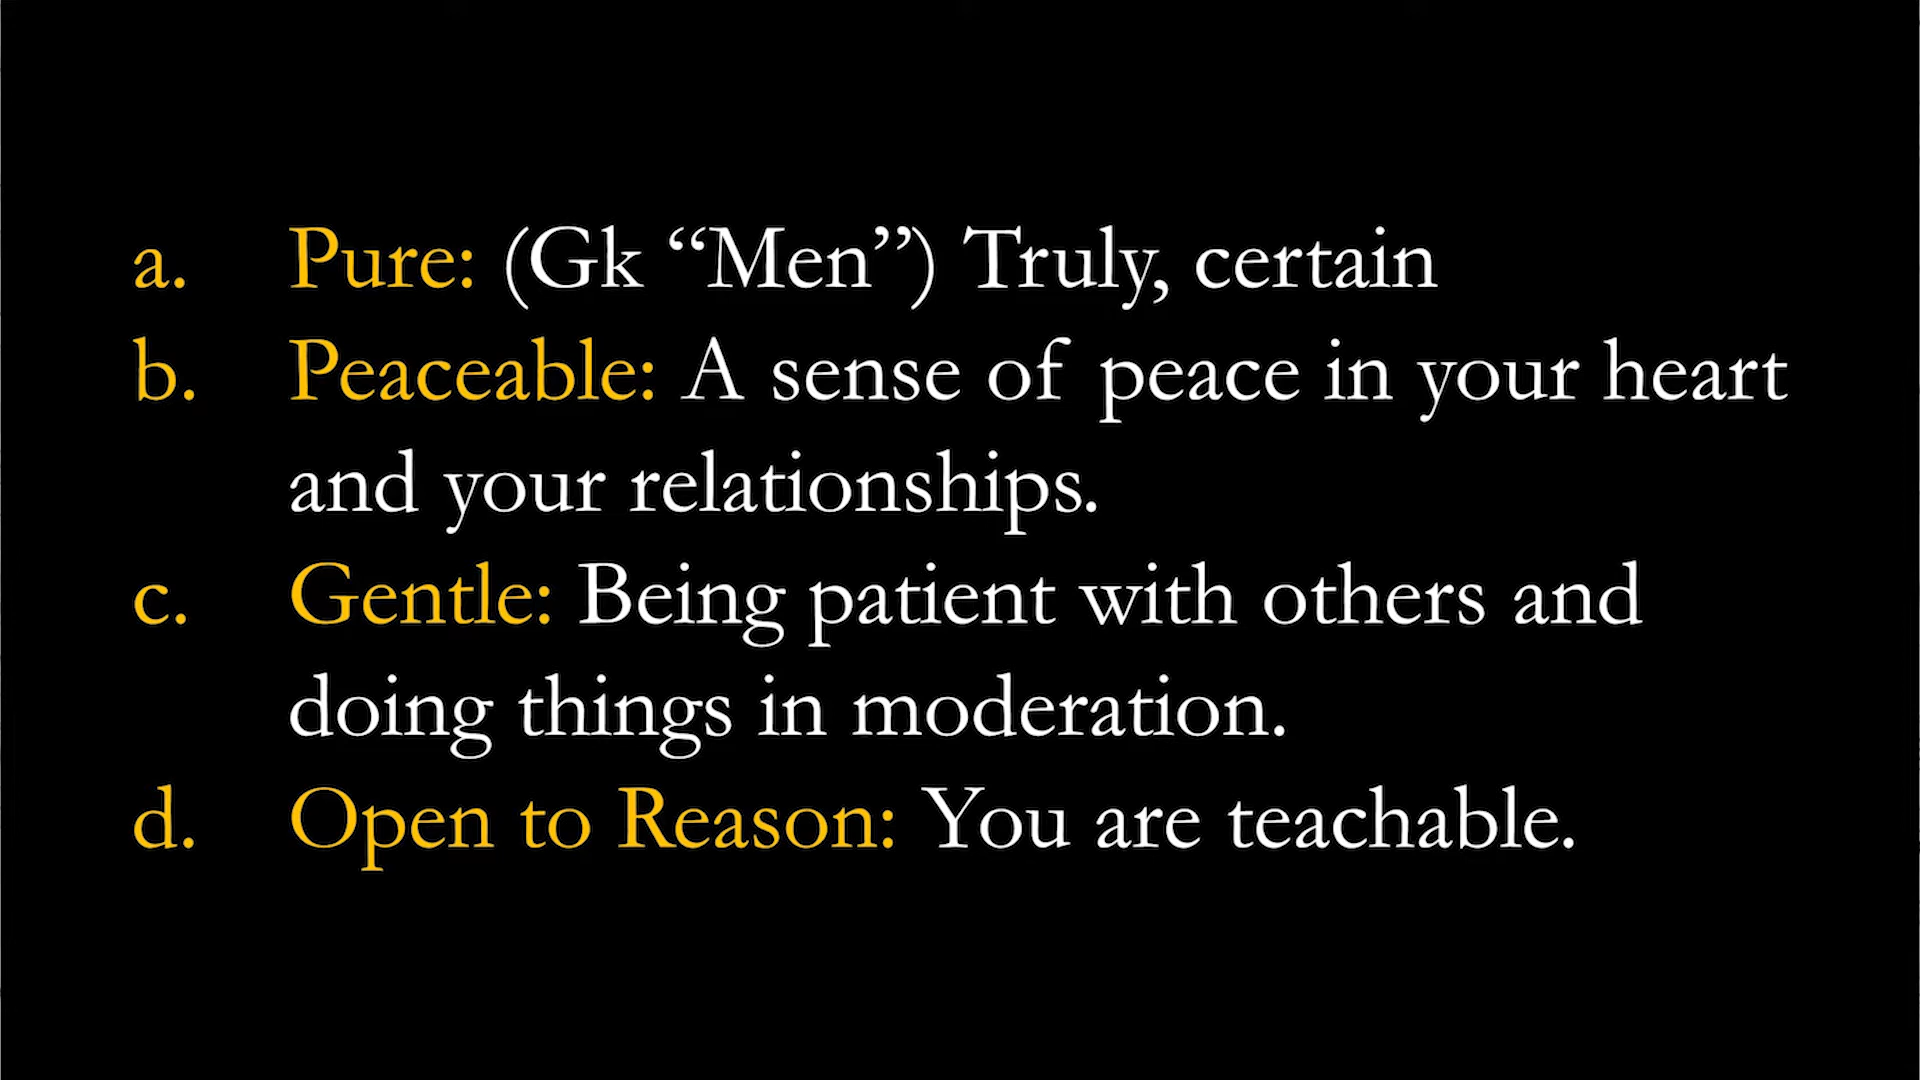 a. Pure: (Gk “Men”) Truly, certain
b. Peaceable: A sense of peace in your heart
and your relationships.
c. Gentle: Being patient with others and
doing things in moderation.
d. Open to Reason: You are teachable.